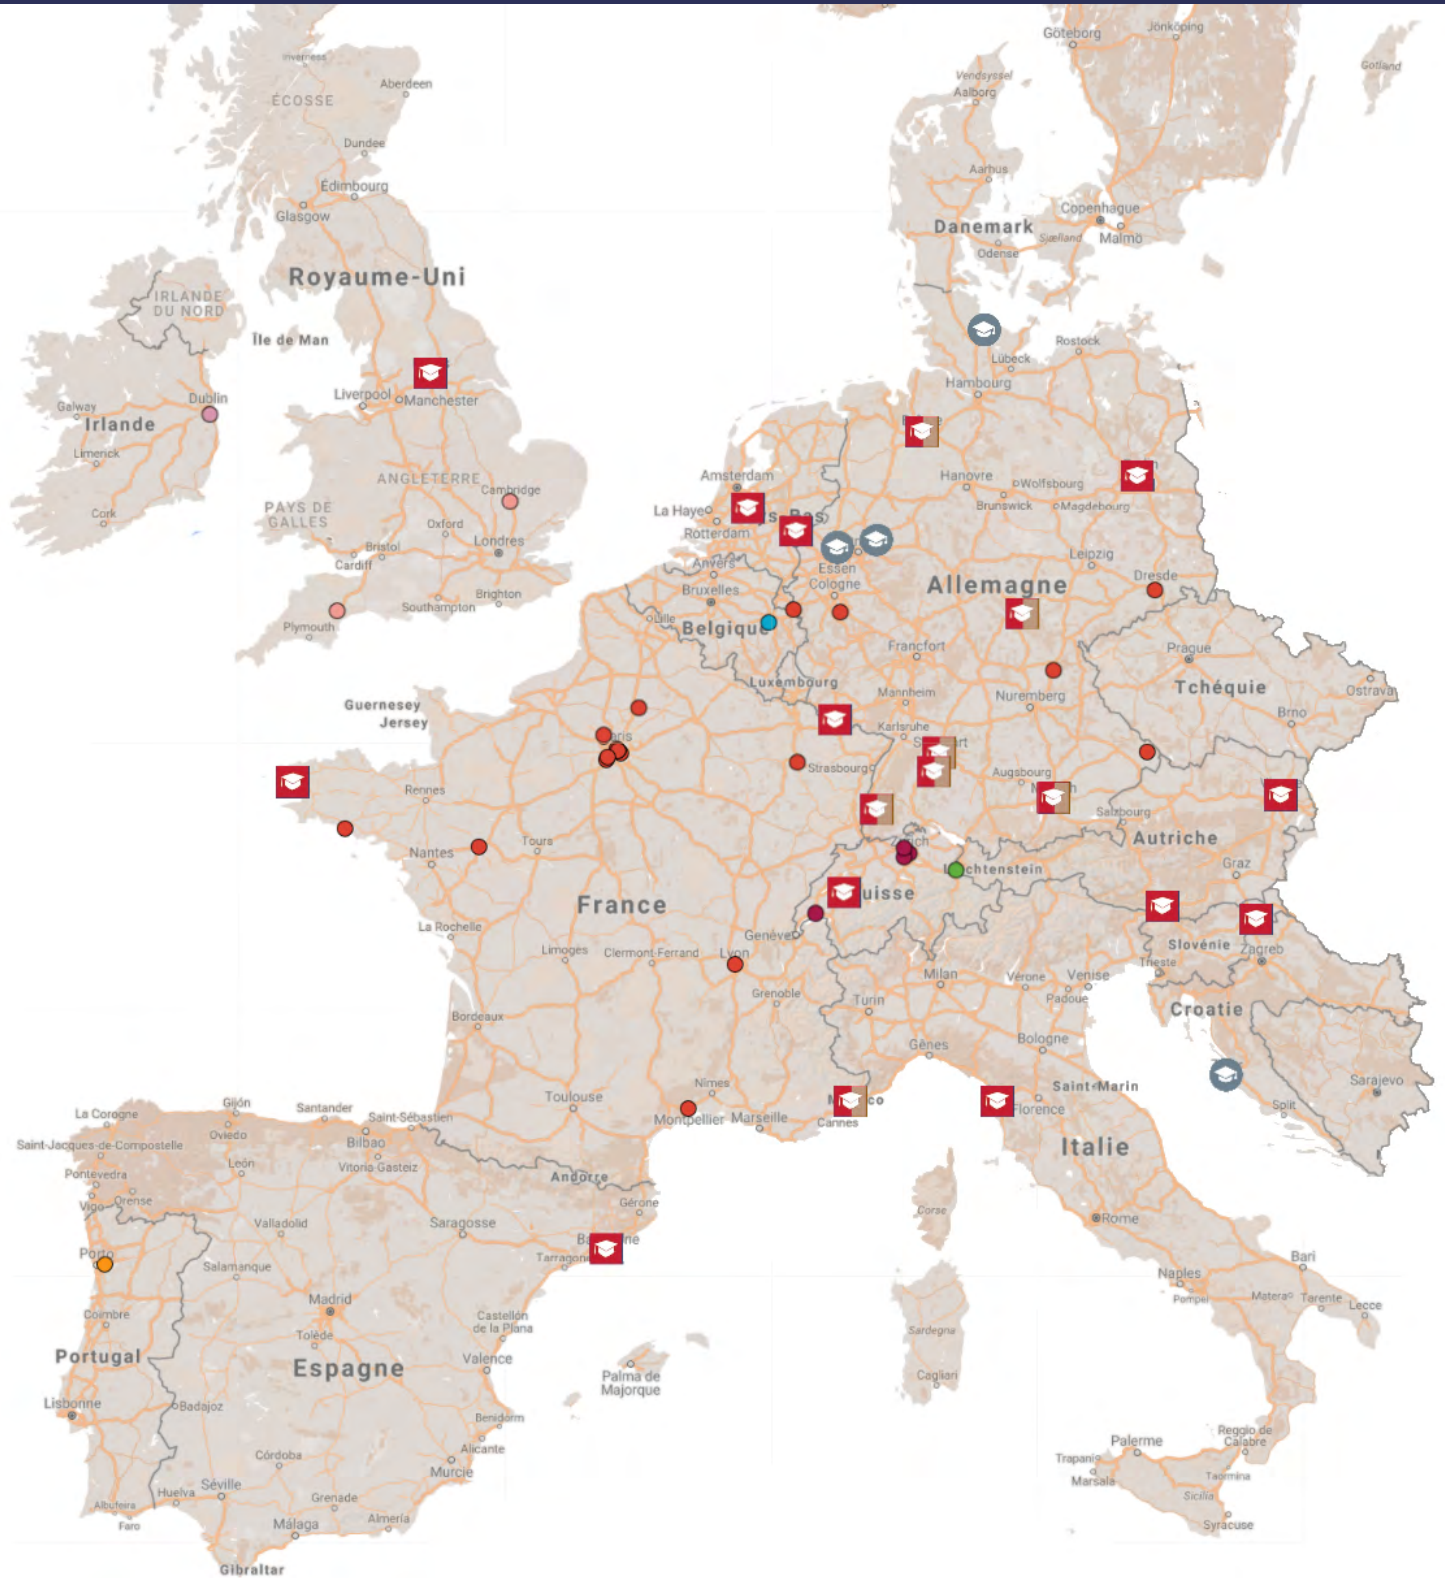 Göteborg
Jönköping
Gotland
Inverness
Vendsyssel
Aalborg
Aberdeen
ÉCOSSE
Dundee
Aarhus
Édimbourg
Glasgow
Copenhague
Danemark
Sjælland
Malmö
Odense
Royaume-Uni
IRLANDE
DU NORD
Île de Man
Rostock
Lübeck
Hambourg
Liverpool
Manchester
Dublin
Galway
Irlande
Limerick
Cork
ANGLETERRE
Cambridge
PAYS DE
GALLES
Oxford
Bristol
Cardiff
Londres
Brighton
Southampton
Plymouth
Amsterdam
La Haye
Rotterdam
Hanovre
Wolfsbourg
Brunswick
Magdebourg
Anvers
Bruxelles
Essen
Cologne
Leipzig
Dresde
Allemagne
Lille
Belgique
Francfort
Prague
Luxembourg
Mannheim
Nuremberg
Tchéquie
Ostrava
Brno
Guernesey
Jersey
Karlsruhe
Strasbourg
Augsbourg
Rennes
Salzbourg
Autriche
Tours
Nantes
Zurich
Liechtenstein
Graz
France
Suisse
La Rochelle
Genève
Limoges
Clermont-Ferrand
Lyon
Slovénie
Zagreb
Trieste
Milan
Vérone
Venise
Padoue
Grenoble
Turin
Croatie
Bordeaux
Gênes
Bologne
Sarajevo
Nîmes
Toulouse
Montpellier
Marseille
Cannes
Saint-Marin
Florence
Split
Italie
La Corogne
Gijón
Santander
Saint-Sébastien
Oviedo
Bilbao
Saint-Jacques-de-Compostelle
Vitoria-Gasteiz
León
Pontevedra
Andorre
Vigo
Orense
Gérone
Valladolid
Saragosse
Corse
Rome
Porto
Salamanque
Tarragone
Bari
Naples
Pompei
Matera
Tarente
Lecce
Madrid
Coimbre
Castellón
de la Plana
Tolède
Sardegna
Portugal
Espagne
Valence
Palma de
Majorque
Cagliari
Lisbonne
Badajoz
Benidorm
Alicante
Palerme
Reggio de
Calabre
Córdoba
Trapani
Murcie
Marsala
Taormina
Huelva
Séville
Sicilia
Albufeira
Grenade
Faro
Málaga
Almería
Syracuse
Gibraltar